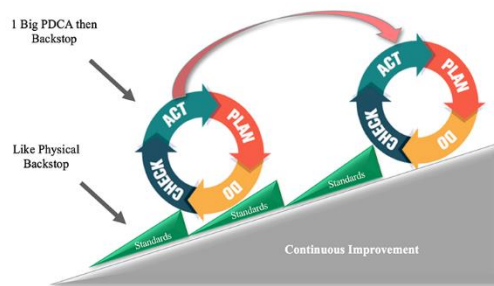 1 Big PDCA then
Backstop
ACT
PLAN
DO
CHECK
ACT
PLAN
DO
CHECK
Like Physical
Backstop
Standards
Standards
Standards
Continuous Improvement